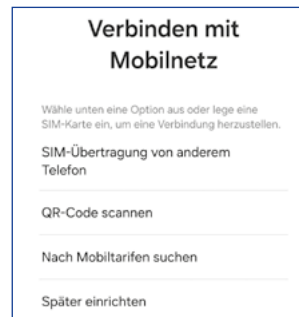 Verbinden mit
Mobilnetz
Wähle unten eine Option aus oder lege eine
SIM-Karte ein, um eine Verbindung herzustellen.
SIM-Übertragung von anderem
Telefon
QR-Code scannen
Nach Mobiltarifen suchen
Später einrichten